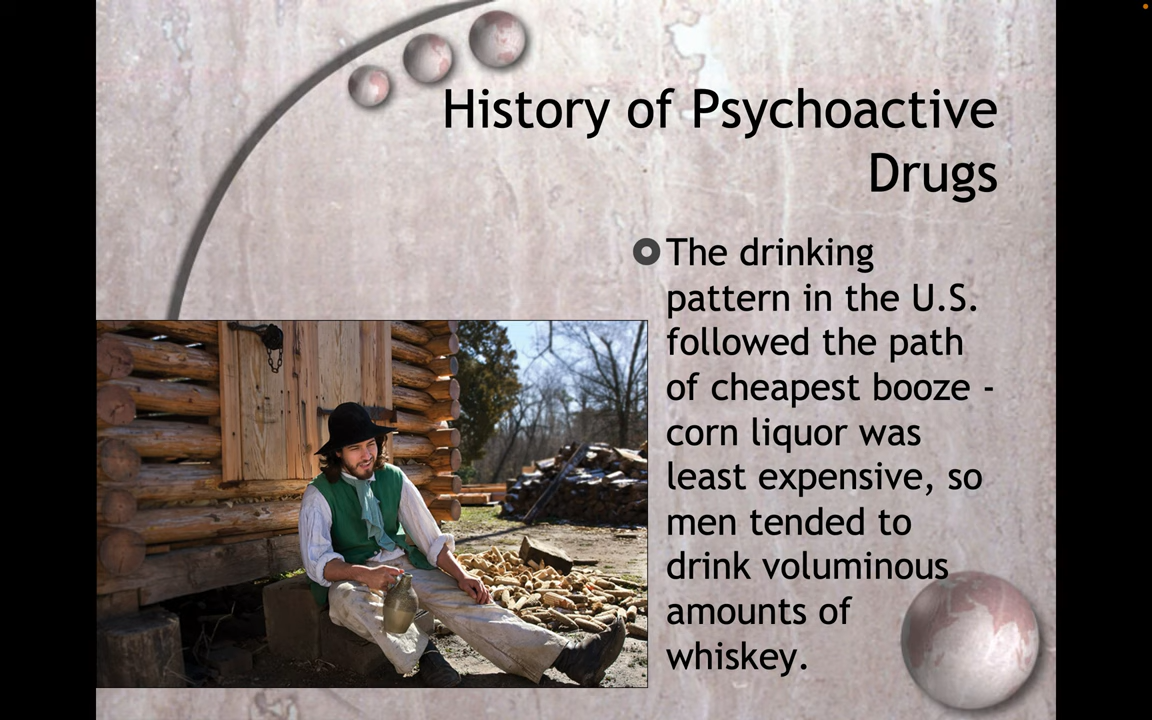 History of Psychoactive
Drugs
The drinking
pattern in the U.S.
followed the path
of cheapest booze -
corn liquor was
least expensive, so
men tended to
drink voluminous
amounts of
whiskey.